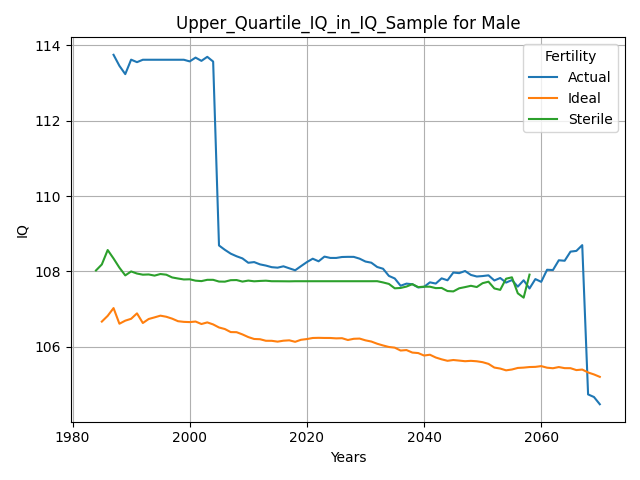 Upper_Quartile_IQ_in_IQ_Sample for Male
Fertility
Actual
Ideal
Sterile
114
112
110
108
106
IQ
1980
2000
2020
2040
2060
Years